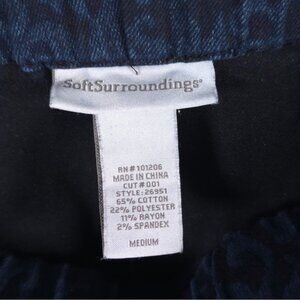 SoftSurroundings®
RN#101206
MADE IN CHINA
CUT#001
STYLE: 26951
65% COTTON
22% POLYESTER
11% RAYON
2% SPANDEX
MEDIUM